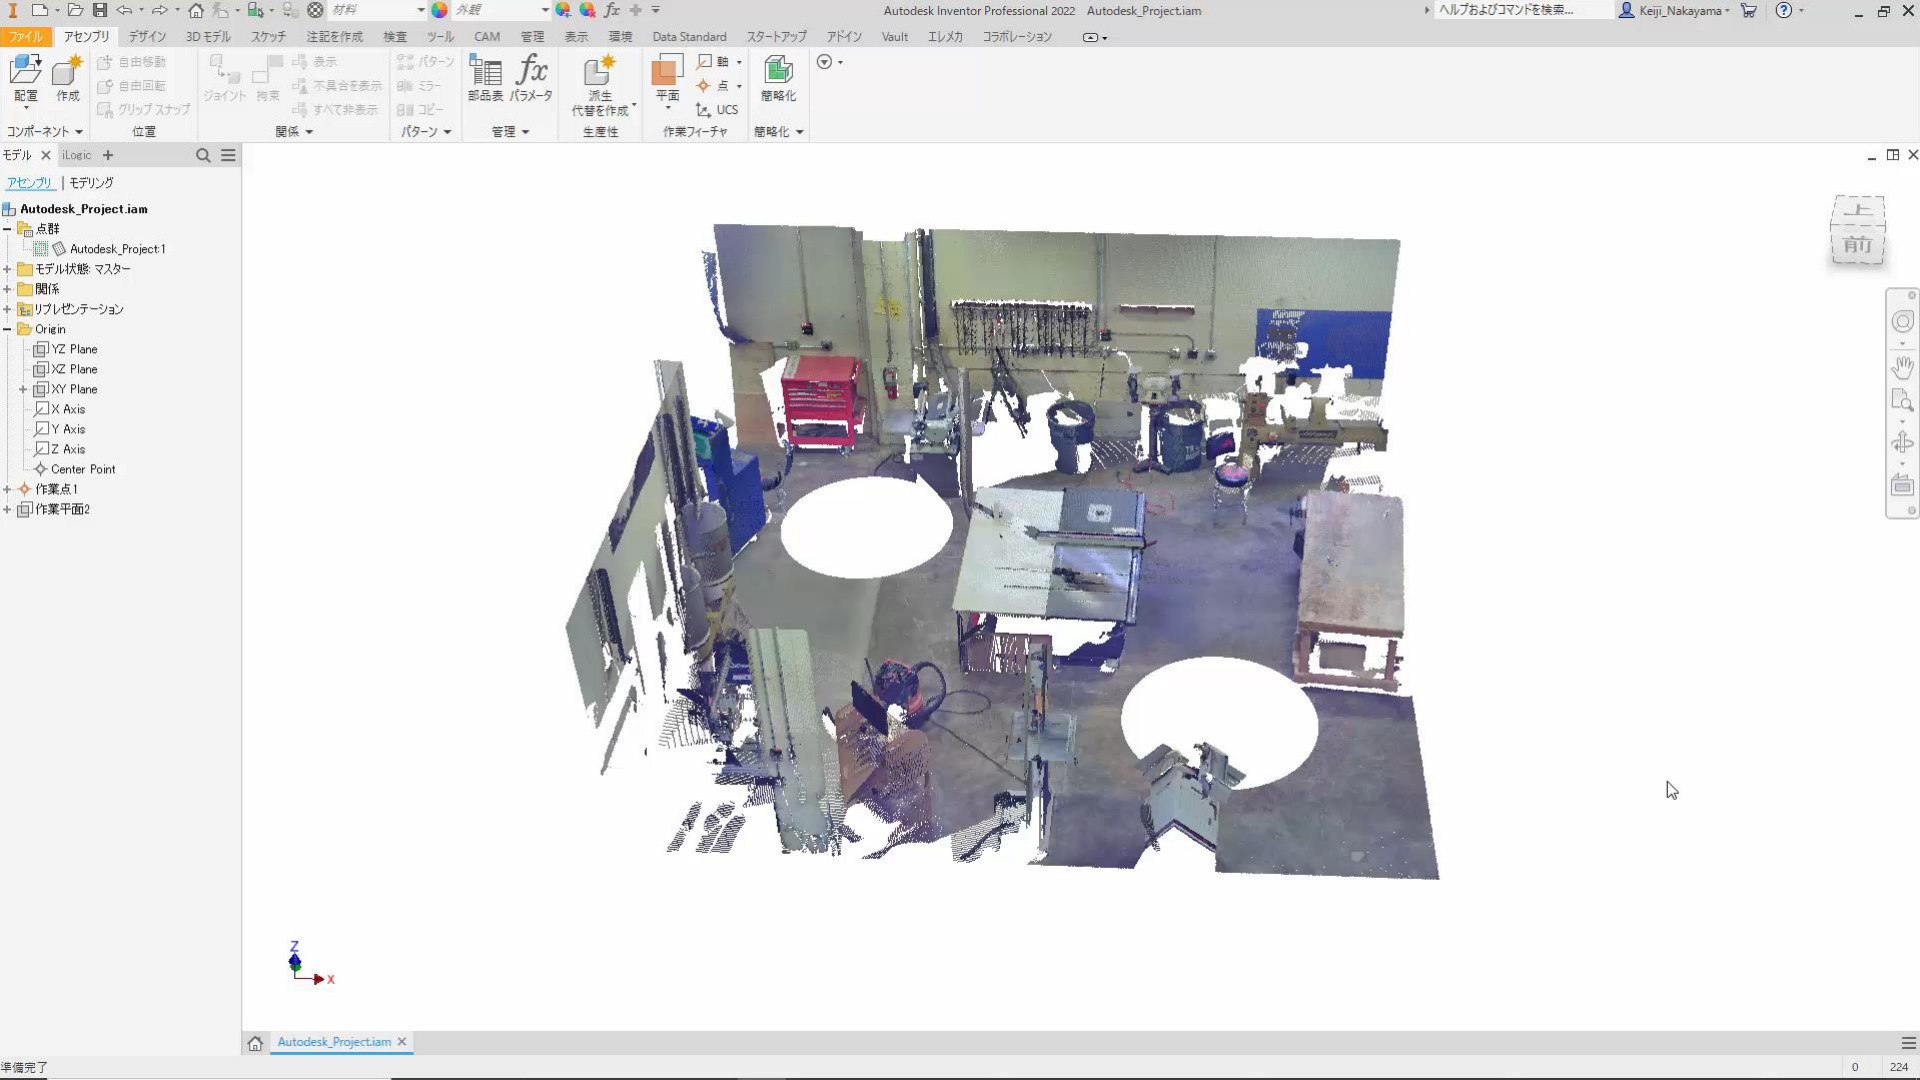 材料
外観
fx
Autodesk Inventor Professional 2022 Autodesk_Project.iam
ヘルプおよびコマンドを検索...
Keiji_Nakayama
ファイル アセンブリ デザイン 3D モデル スケッチ 注記を作成 検査 ツール CAM 管理 表示 環境 Data Standard スタートアップ アドイン Vault エレメカ コラボレーション
配置
作成
コンポーネント
自由移動
自由回転
グリップ スナップ
位置
ジョイント
拘束
表示
不具合を表示
すべて非表示
関係
パターン
ミラー
コピー
パターン
部品表
fx
パラメータ
管理
派生
代替を作成
生産性
平面
軸
点
UCS
作業フィーチャ
簡略化
簡略化
モデル
iLogic
アセンブリ | モデリング
Autodesk_Project.iam
点群
Autodesk_Project:1
モデル状態: マスター
関係
リプレゼンテーション
Origin
YZ Plane
XZ Plane
XY Plane
X Axis
Y Axis
Z Axis
Center Point
作業点1
作業平面2
上
前
Z
X
Autodesk_Project.iam
準備完了
0
224